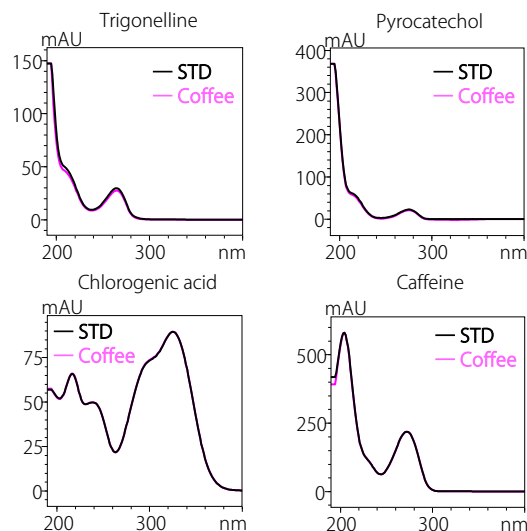 Trigonelline
mAU
150
100
50
0
STD
Coffee
200
300
nm
Pyrocatechol
mAU
400
300
200
100
0
STD
Coffee
200
300
nm
Chlorogenic acid
mAU
75
50
25
0
STD
Coffee
200
300
nm
Caffeine
mAU
500
250
0
STD
Coffee
200
300
nm